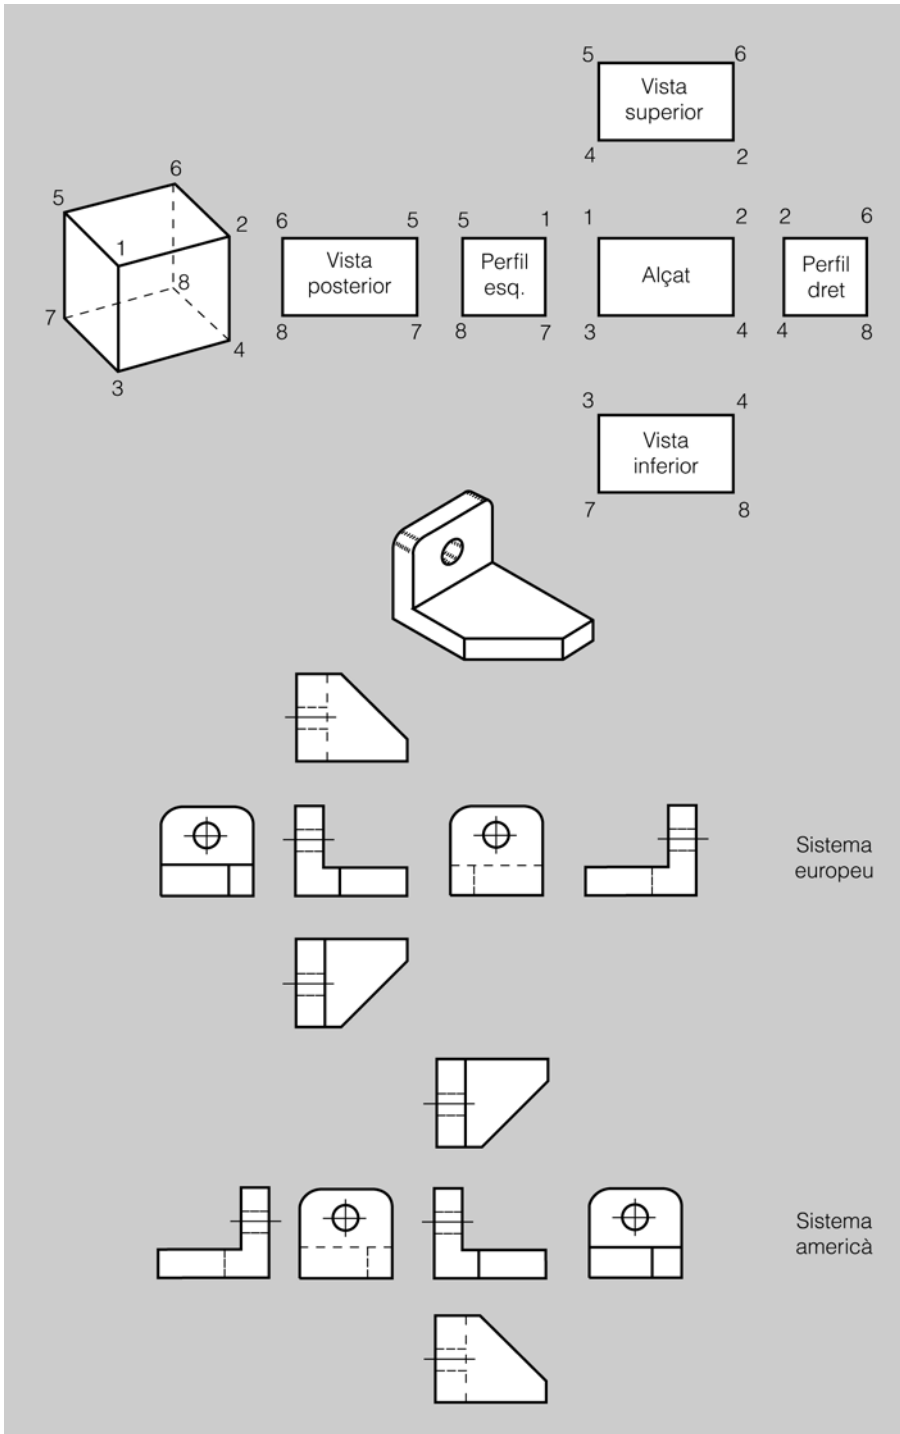 5 6
Vista
superior
4 2
6
5
1
2
8
7
4
3
6 5 5 1 1 2 2 6
Vista
posterior
Perfil
esq.
Alçat
Perfil
dret
8 7 8 7 3 4 4 8
3 4
Vista
inferior
7 8
Sistema
europeu
Sistema
americà